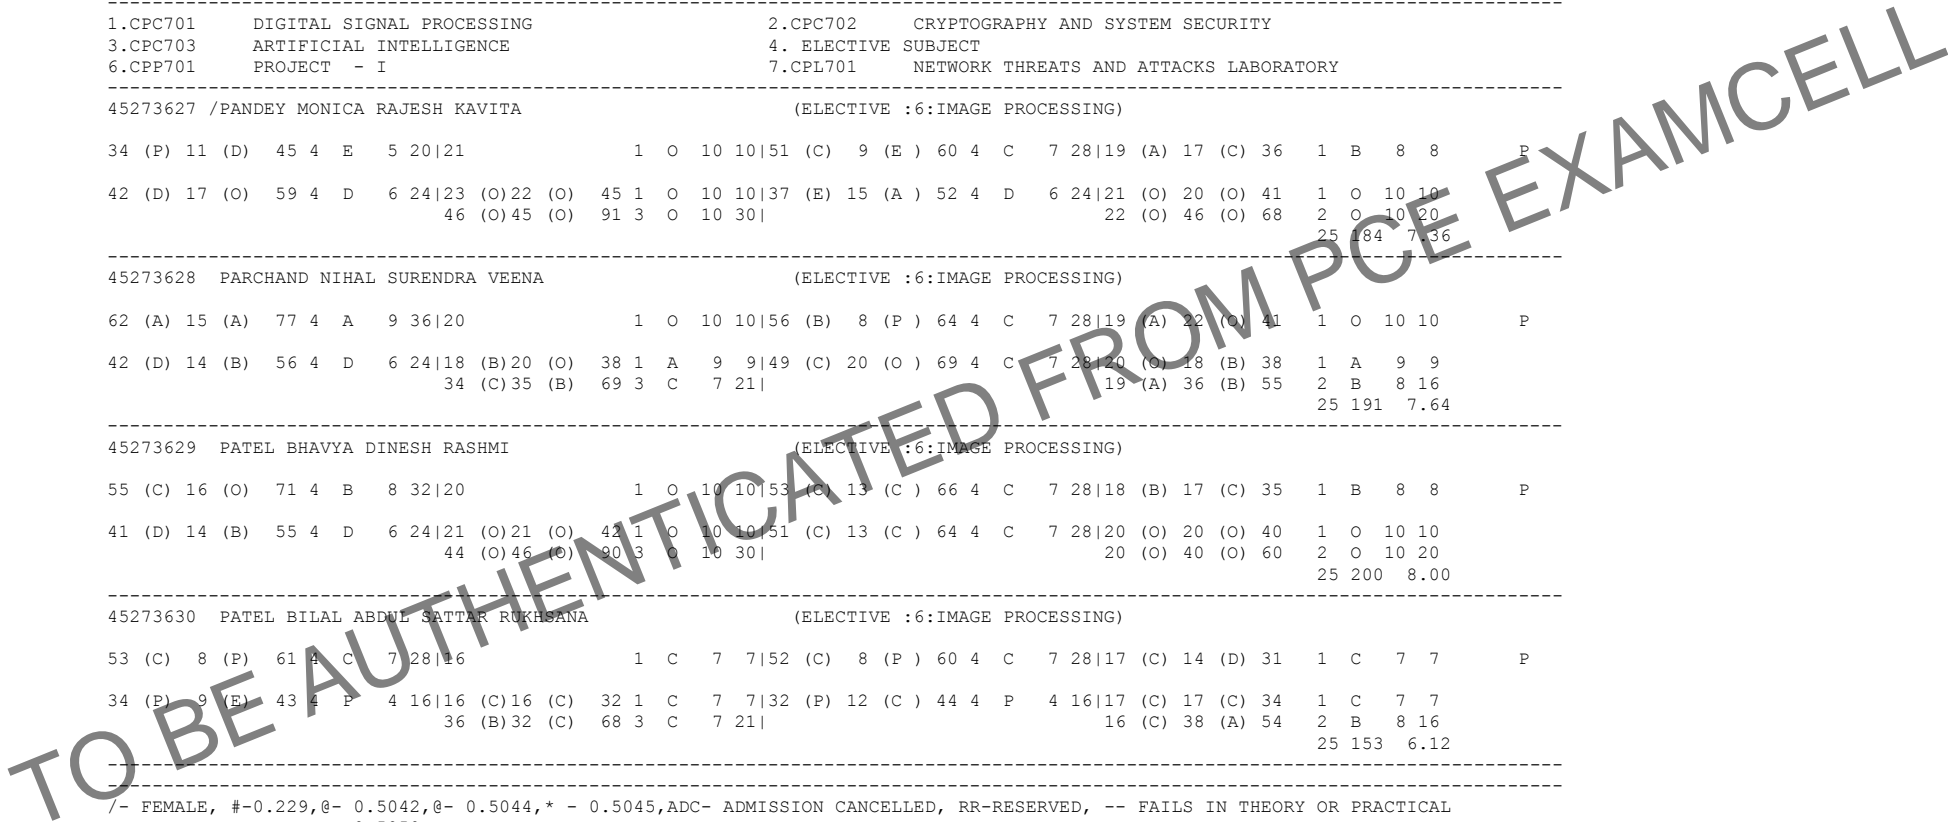 1.CPC701 DIGITAL SIGNAL PROCESSING 2.CPC702 CRYPTOGRAPHY AND SYSTEM SECURITY
3.CPC703 ARTIFICIAL INTELLIGENCE 4. ELECTIVE SUBJECT
6.CPP701 PROJECT - I 7.CPL701 NETWORK THREATS AND ATTACKS LABORATORY
45273627 /PANDEY MONICA RAJESH KAVITA (ELECTIVE :6:IMAGE PROCESSING)
34 (P) 11 (D) 45 4 E 5 20|21 1 O 10 10|51 (C) 9 (E ) 60 4 C 7 28|19 (A) 17 (C) 36 1 B 8 8 P
42 (D) 17 (O) 59 4 D 6 24|23 (O)22 (O) 45 1 O 10 10|37 (E) 15 (A ) 52 4 D 6 24|21 (O) 20 (O) 41 1 O 10 10
46 (O)45 (O) 91 3 O 10 30| 22 (O) 46 (O) 68 2 O 10 20
25 184 7.36
45273628 PARCHAND NIHAL SURENDRA VEENA (ELECTIVE :6:IMAGE PROCESSING)
62 (A) 15 (A) 77 4 A 9 36|20 1 O 10 10|56 (B) 8 (P ) 64 4 C 7 28|19 (A) 22 (O) 41 1 O 10 10 P
42 (D) 14 (B) 56 4 D 6 24|18 (B)20 (O) 38 1 A 9 9|49 (C) 20 (O ) 69 4 C 7 28|20 (O) 18 (B) 38 1 A 9 9
34 (C)35 (B) 69 3 C 7 21| 19 (A) 36 (B) 55 2 B 8 16
25 191 7.64
45273629 PATEL BHAVYA DINESH RASHMI (ELECTIVE :6:IMAGE PROCESSING)
55 (C) 16 (O) 71 4 B 8 32|20 1 O 10 10|53 (C) 13 (C ) 66 4 C 7 28|18 (B) 17 (C) 35 1 B 8 8 P
41 (D) 14 (B) 55 4 D 6 24|21 (O)21 (O) 42 1 O 10 10|51 (C) 13 (C ) 64 4 C 7 28|20 (O) 20 (O) 40 1 O 10 10
44 (O)46 (O) 90 3 O 10 30| 20 (O) 40 (O) 60 2 O 10 20
25 200 8.00
45273630 PATEL BILAL ABDUL SATTAR RUKHSANA (ELECTIVE :6:IMAGE PROCESSING)
53 (C) 8 (P) 61 4 C 7 28|16 1 C 7 7|52 (C) 8 (P ) 60 4 C 7 28|17 (C) 14 (D) 31 1 C 7 7 P
34 (P) 9 (E) 43 4 P 4 16|16 (C)16 (C) 32 1 C 7 7|32 (P) 12 (C ) 44 4 P 4 16|17 (C) 17 (C) 34 1 C 7 7
36 (B)32 (C) 68 3 C 7 21| 16 (C) 38 (A) 54 2 B 8 16
25 153 6.12
/- FEMALE, #-0.229,@- 0.5042,@- 0.5044,* - 0.5045,ADC- ADMISSION CANCELLED, RR-RESERVED, -- FAILS IN THEORY OR PRACTICAL
TO BE AUTHENTICATED FROM PCE EXAMCELL